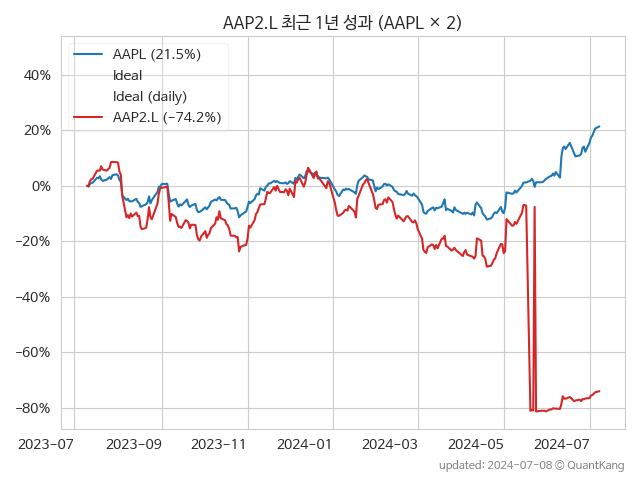 AAP2.L 최근 1년 성과 (AAPL × 2)
AAPL (21.5%)
Ideal
Ideal (daily)
AAP2.L (−74.2%)
40%
20%
0%
−20%
−40%
−60%
−80%
2023−07 2023−09 2023−11 2024−01 2024−03 2024−05 2024−07
updated: 2024-07-08 © QuantKang